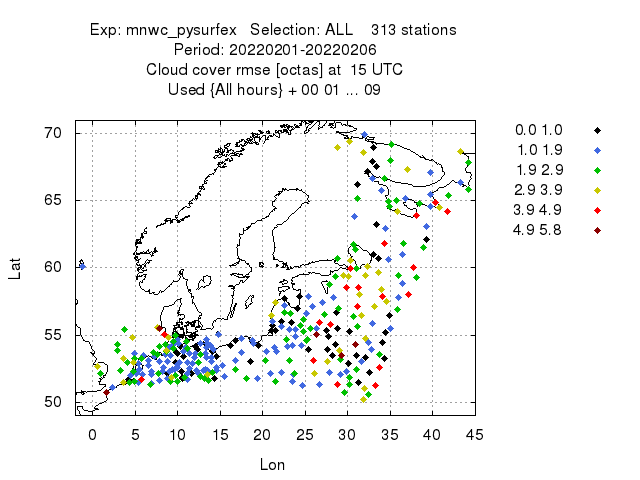 Exp: mnwc_pysurfex Selection: ALL 313 stations
Period: 20220201-20220206
Cloud cover rmse [octas] at 15 UTC
Used {All hours} + 00 01 ... 09
70
65
60
55
50
Lat
0 5 10 15 20 25 30 35 40 45
Lon
0.0 1.0
1.0 1.9
1.9 2.9
2.9 3.9
3.9 4.9
4.9 5.8